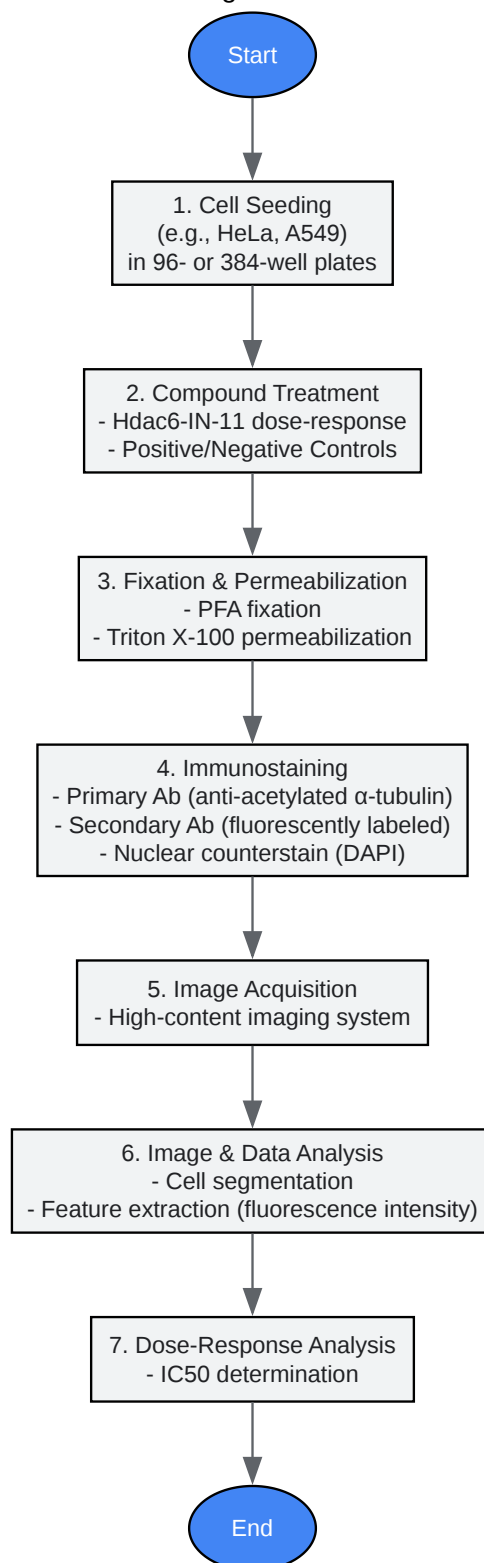 Start
1. Cell Seeding
(e.g., HeLa, A549)
in 96- or 384-well plates
2. Compound Treatment
- Hdac6-IN-11 dose-response
- Positive/Negative Controls
3. Fixation & Permeabilization
- PFA fixation
- Triton X-100 permeabilization
4. Immunostaining
- Primary Ab (anti-acetylated α-tubulin)
- Secondary Ab (fluorescently labeled)
- Nuclear counterstain (DAPI)
5. Image Acquisition
- High-content imaging system
6. Image & Data Analysis
- Cell segmentation
- Feature extraction (fluorescence intensity)
7. Dose-Response Analysis
- IC50 determination
End